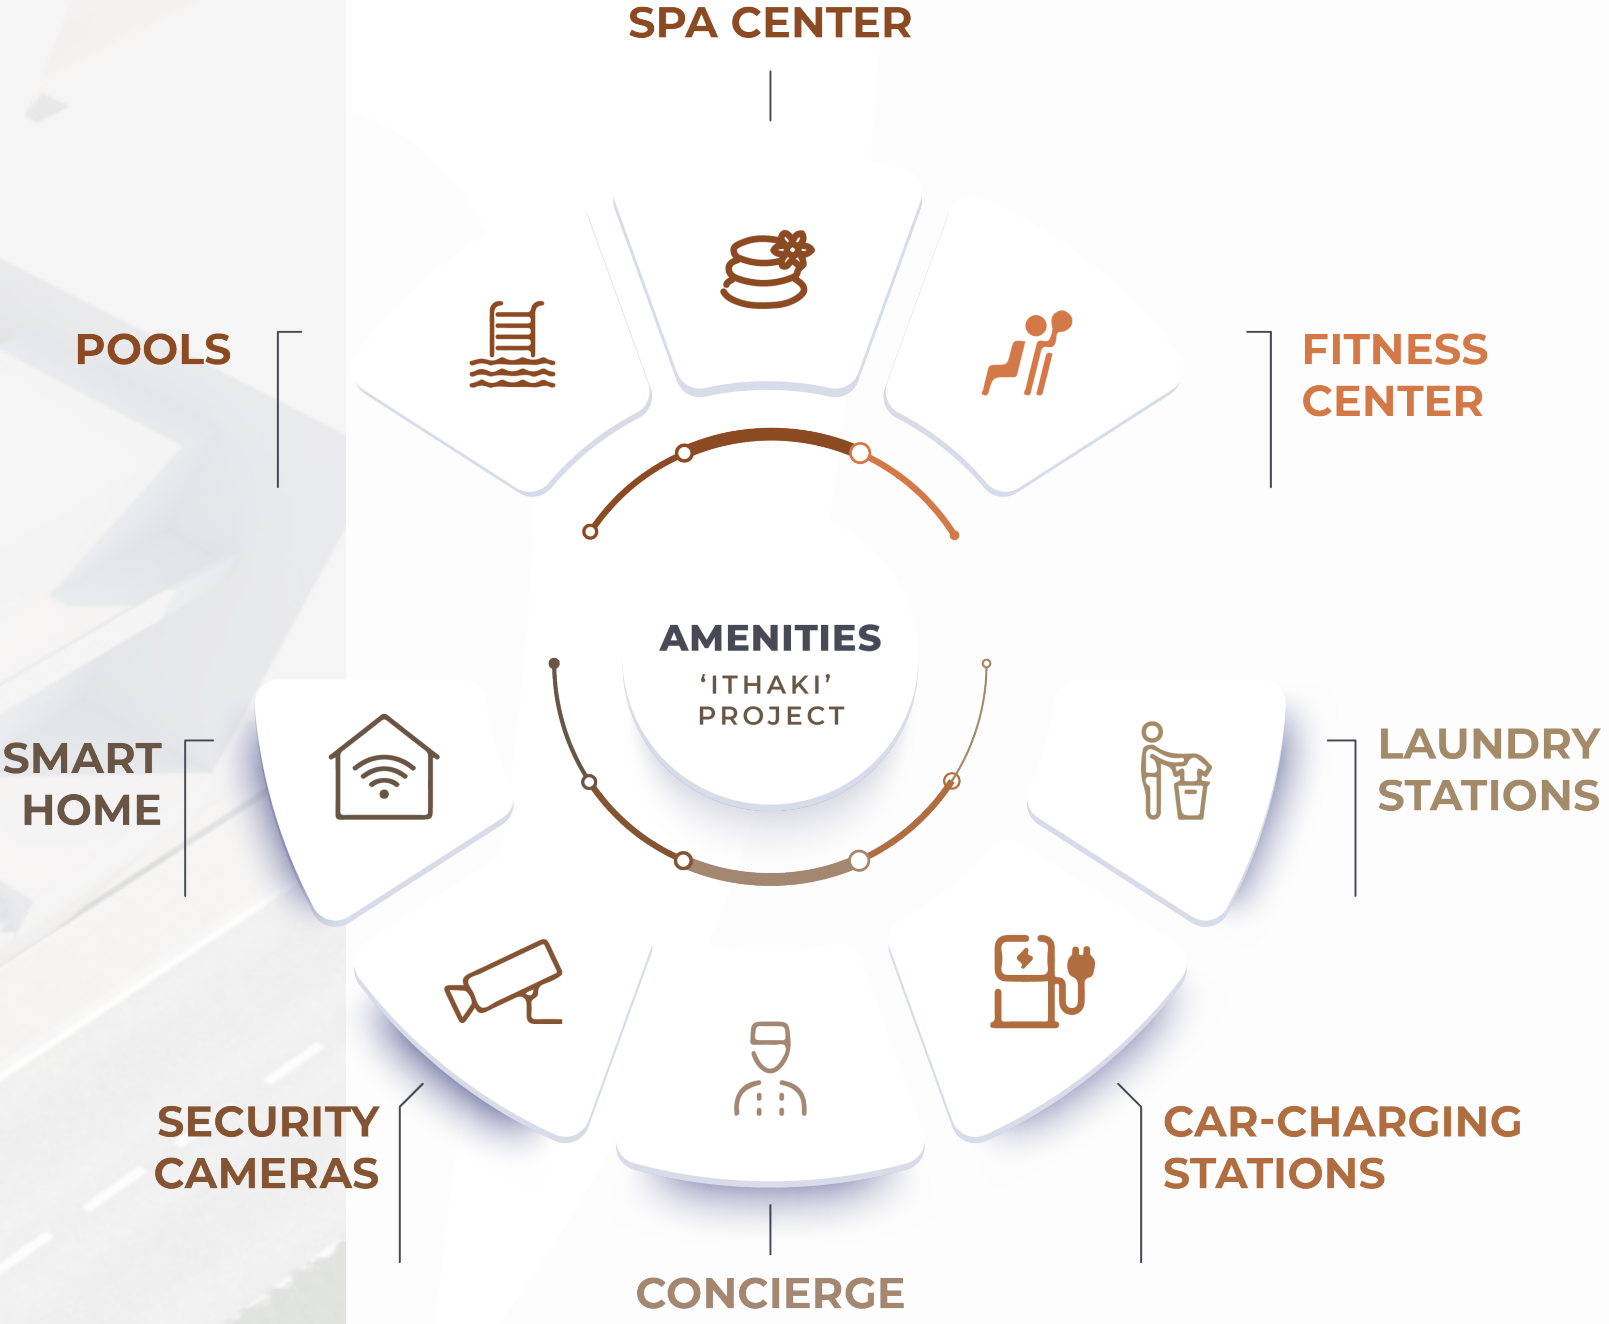 SPA CENTER
POOLS
FITNESS
CENTER
AMENITIES
‘ITHAKI’
PROJECT
SMART
HOME
LAUNDRY
STATIONS
SECURITY
CAMERAS
CAR-CHARGING
STATIONS
CONCIERGE